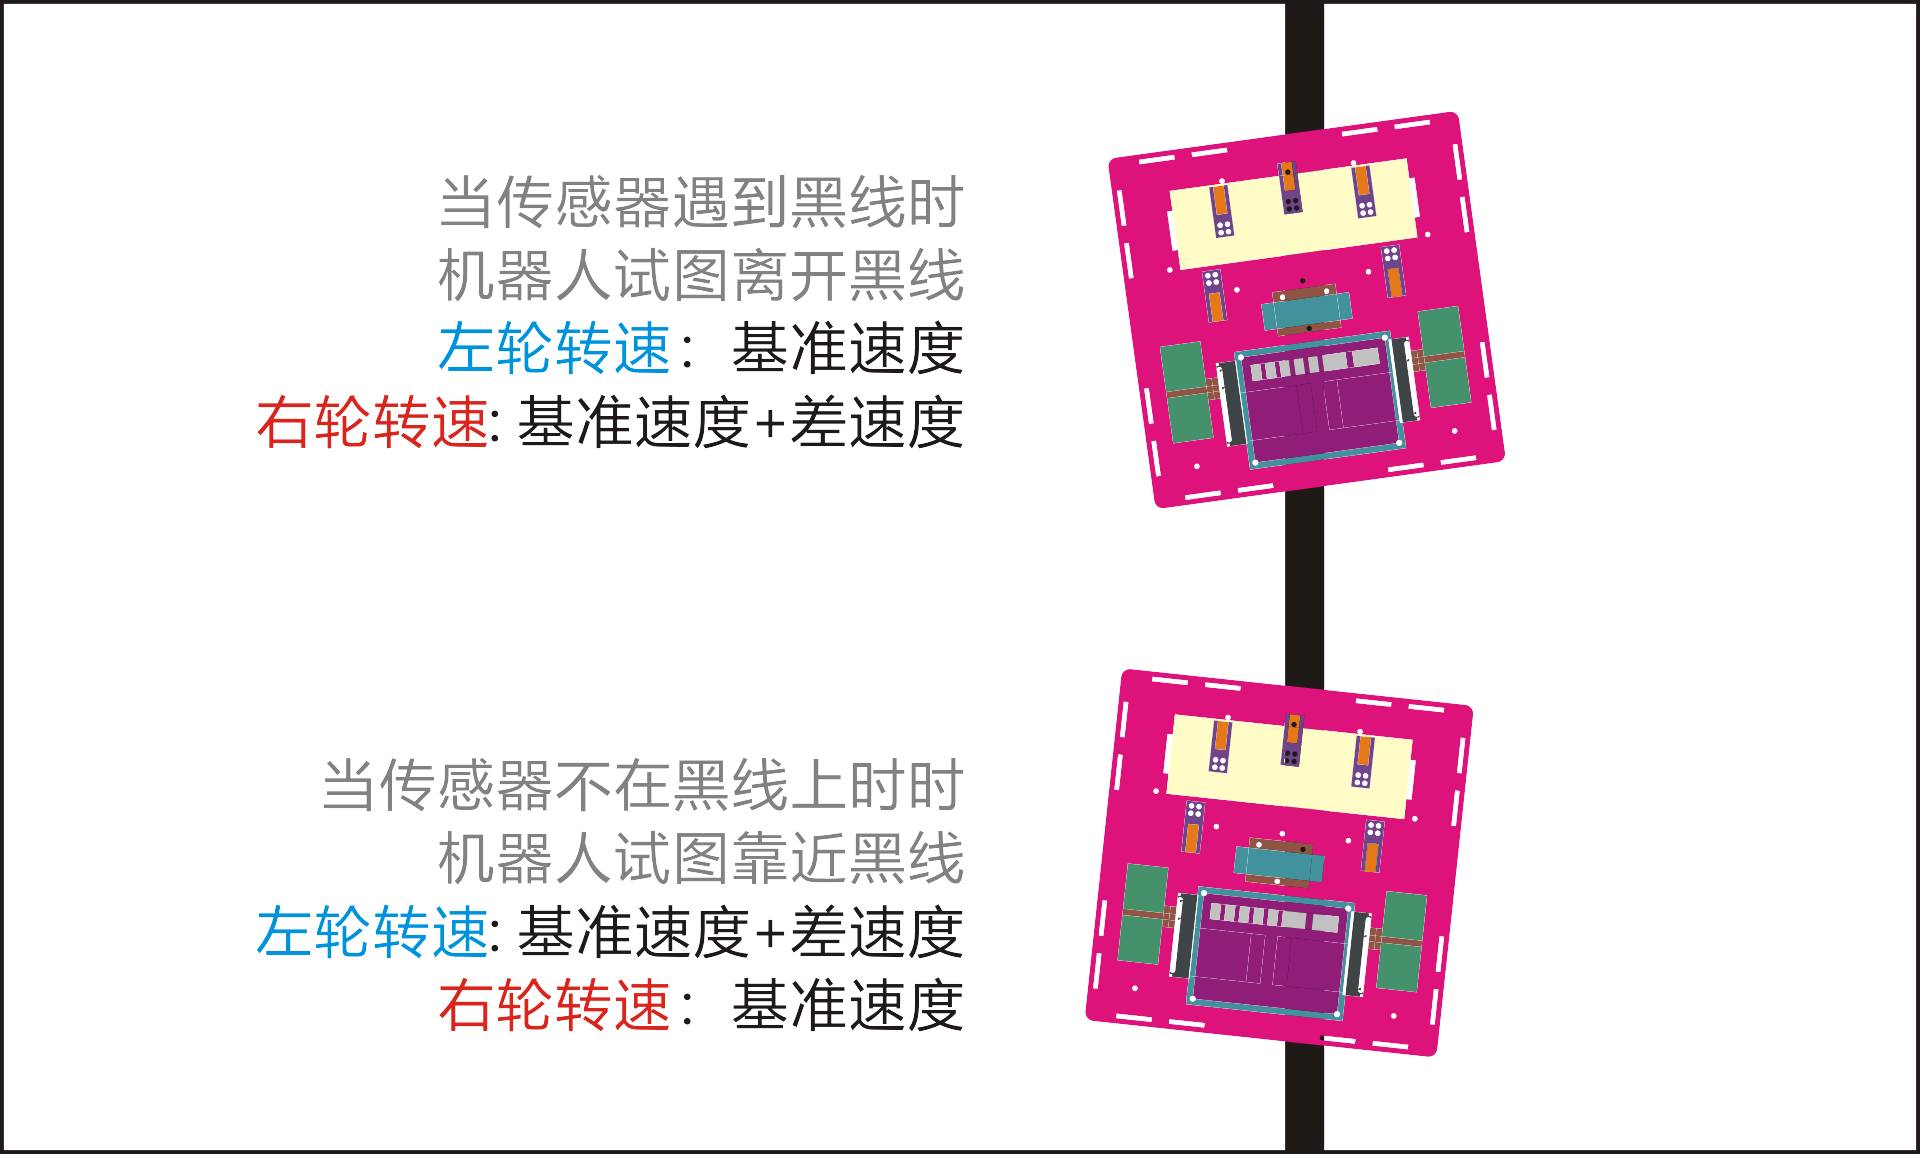 当传感器遇到黑线时
机器人试图离开黑线
左轮转速：基准速度
右轮转速: 基准速度+差速度
当传感器不在黑线上时时
机器人试图靠近黑线
左轮转速: 基准速度+差速度
右轮转速：基准速度